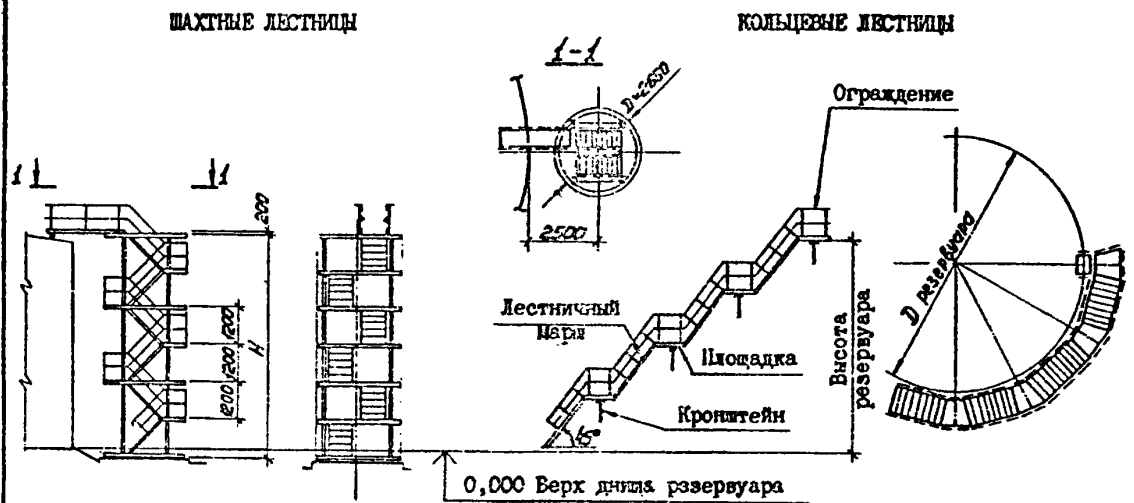 ШАХТНЫЕ ЛЕСТНИЦЫ
КОЛЬЦЕВЫЕ ЛЕСТНИЦЫ
1-1
D=2650
Ограждение
1 1
200
2500
D резервуара
Лестничный
Марш
Площадка
Высота
резервуара
1200
1200
1200
H
Кронштейн
45°
0,000 Верх днища резервуара